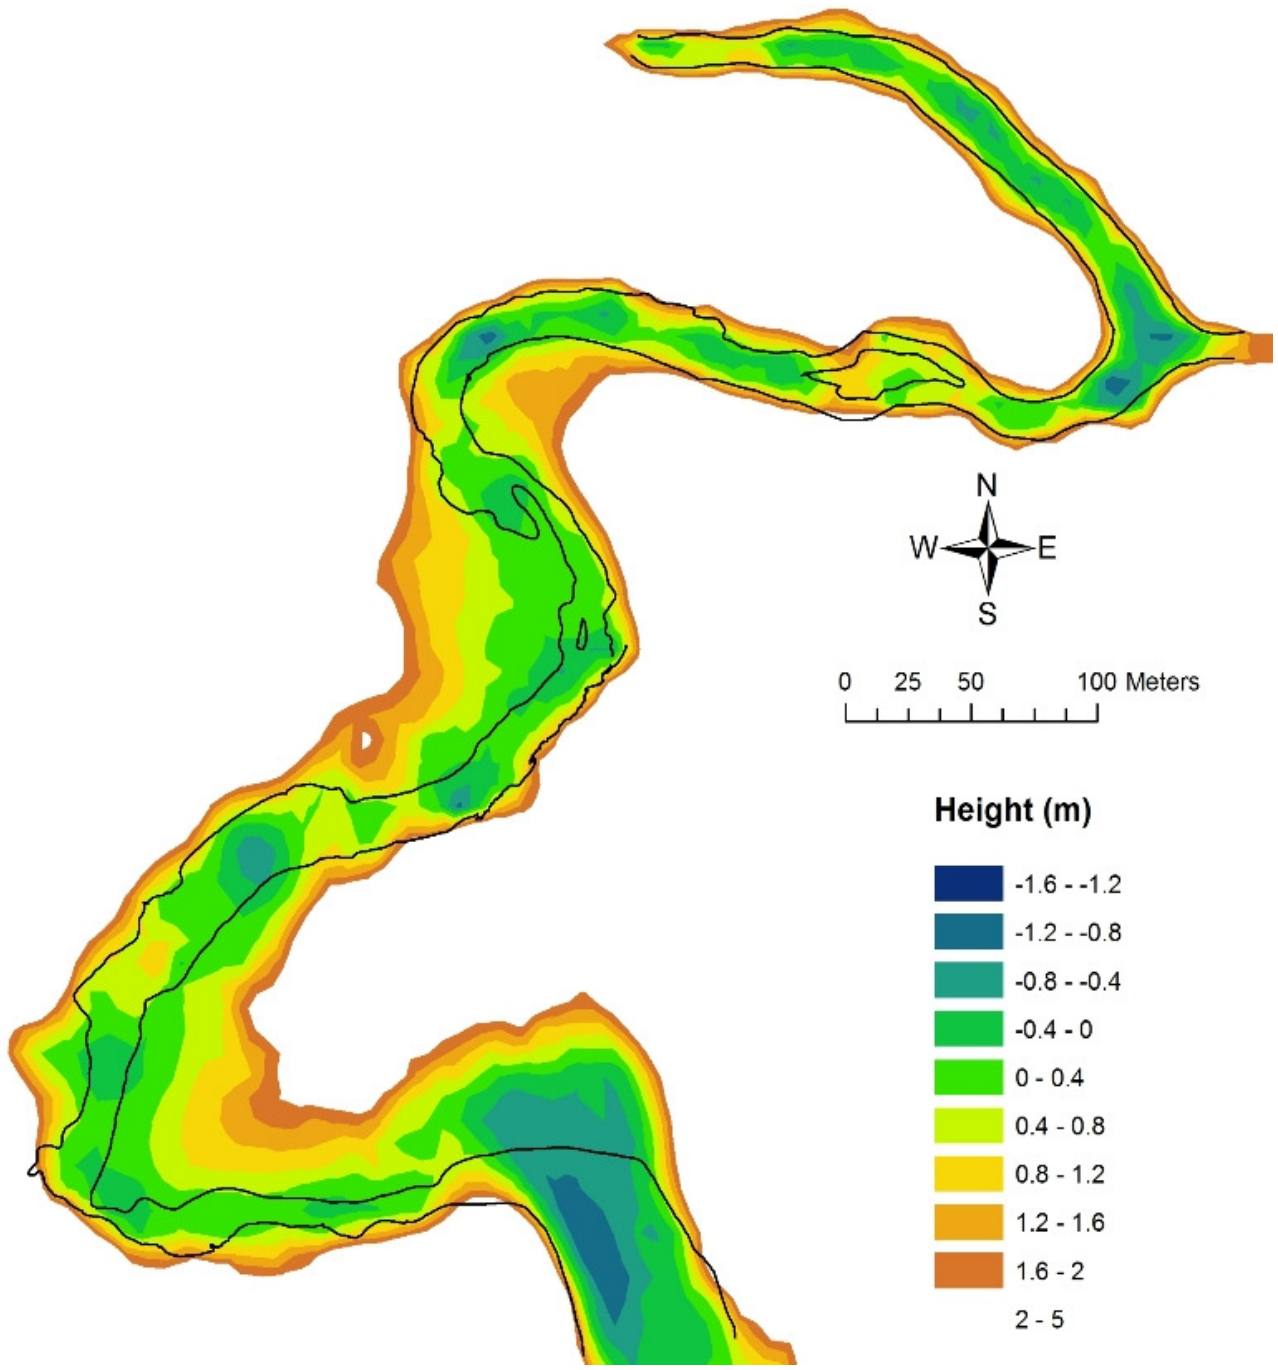 N
W E
S
0 25 50 100 Meters
Height (m)
-1.6 - -1.2
-1.2 - -0.8
-0.8 - -0.4
-0.4 - 0
0 - 0.4
0.4 - 0.8
0.8 - 1.2
1.2 - 1.6
1.6 - 2
2 - 5